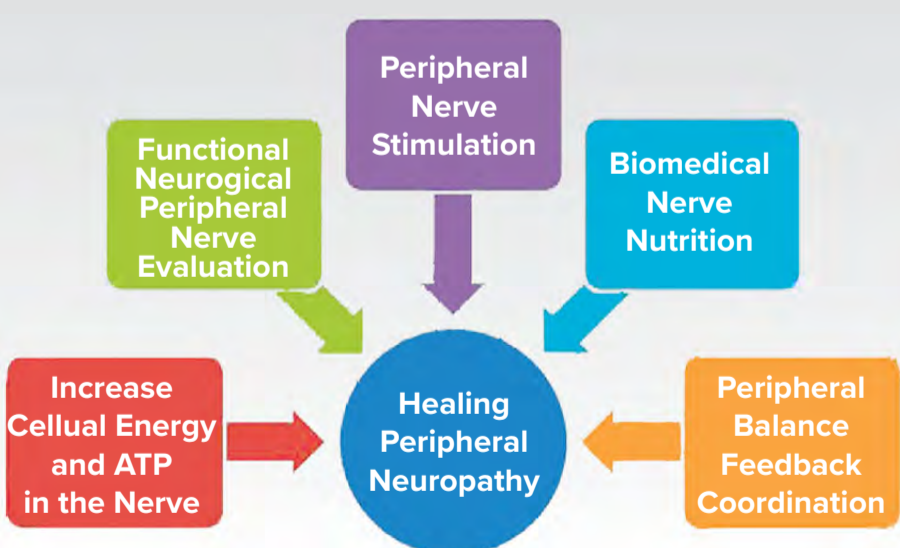 Peripheral
Nerve
Stimulation
Functional
Neurogical
Peripheral
Nerve
Evaluation
Biomedical
Nerve
Nutrition
Increase
Cellual Energy
and ATP
in the Nerve
Healing
Peripheral
Neuropathy
Peripheral
Balance
Feedback
Coordination